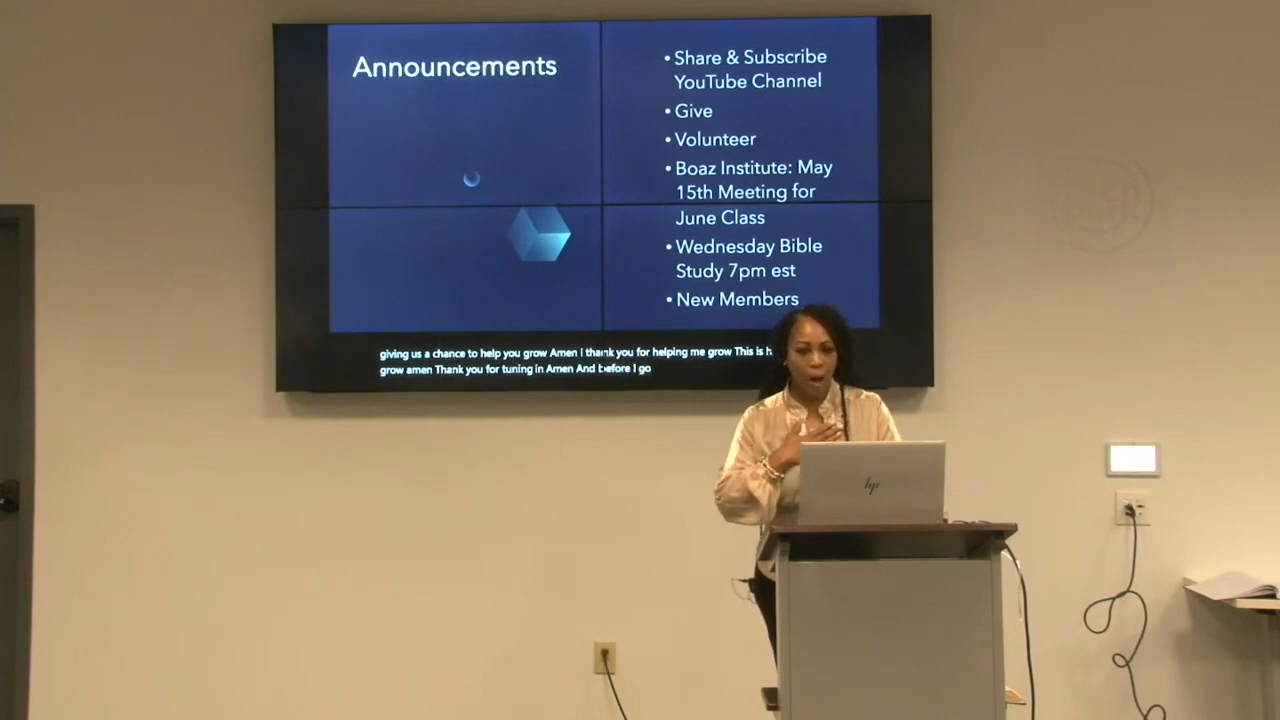 Announcements
• Share & Subscribe
YouTube Channel
• Give
• Volunteer
• Boaz Institute: May
15th Meeting for
June Class
• Wednesday Bible
Study 7pm est
• New Members
giving us a chance to help you grow Amen I thank you for helping me grow This is
grow amen Thank you for tuning in Amen And before I go
hp